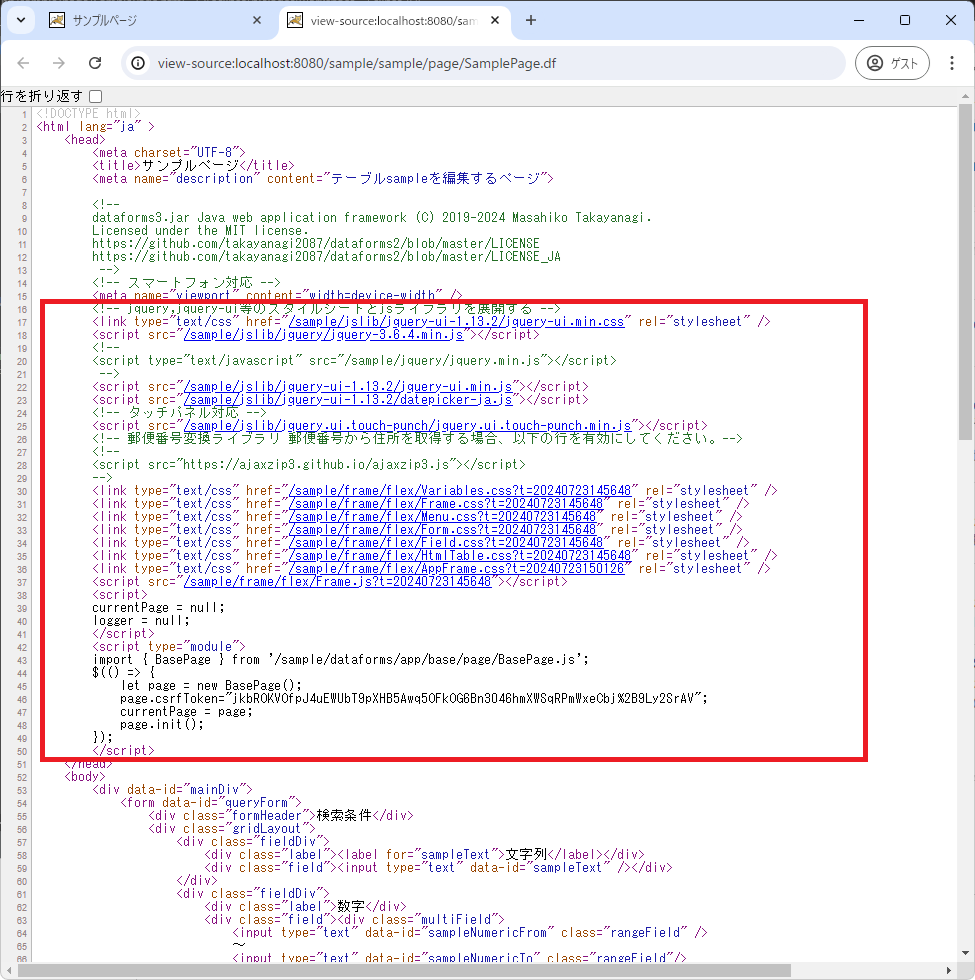 サンプルページ
view-source:localhost:8080/sam
view-source:localhost:8080/sample/sample/page/SamplePage.df
ゲスト
行を折り返す
1 <!DOCTYPE html>
2 <html lang="ja" >
3 <head>
4 <meta charset="UTF-8">
5 <title>サンプルページ</title>
6 <meta name="description" content="テーブルsampleを編集するページ">
7
8 <!--
9 dataforms3.jar Java web application framework (C) 2019-2024 Masahiko Takayanagi.
10 Licensed under the MIT license.
11 https://github.com/takayanagi2087/dataforms2/blob/master/LICENSE
12 https://github.com/takayanagi2087/dataforms2/blob/master/LICENSE_JA
13 -->
14 <!-- スマートフォン対応 -->
15 <meta name="viewport" content="width=device-width" />
16 <!-- jquery,jquery-ui等のスタイルシートとjsライブラリを展開する -->
17 <link type="text/css" href="/sample/jslib/jquery-ui-1.13.2/jquery-ui.min.css" rel="stylesheet" />
18 <script src="/sample/jslib/jquery/jquery-3.6.4.min.js"></script>
19 <!--
20 <script type="text/javascript" src="/sample/jquery/jquery.min.js"></script>
21 -->
22 <script src="/sample/jslib/jquery-ui-1.13.2/jquery-ui.min.js"></script>
23 <script src="/sample/jslib/jquery-ui-1.13.2/datepicker-ja.js"></script>
24 <!-- タッチパネル対応 -->
25 <script src="/sample/jslib/jquery.ui.touch-punch/jquery.ui.touch-punch.min.js"></script>
26 <!-- 郵便番号変換ライブラリ 郵便番号から住所を取得する場合、以下の行を有効にしてください。-->
27 <!--
28 <script src="https://ajaxzip3.github.io/ajaxzip3.js"></script>
29 -->
30 <link type="text/css" href="/sample/frame/flex/Variables.css?t=20240723145648" rel="stylesheet" />
31 <link type="text/css" href="/sample/frame/flex/Frame.css?t=20240723145648" rel="stylesheet" />
32 <link type="text/css" href="/sample/frame/flex/Menu.css?t=20240723145648" rel="stylesheet" />
33 <link type="text/css" href="/sample/frame/flex/Form.css?t=20240723145648" rel="stylesheet" />
34 <link type="text/css" href="/sample/frame/flex/Field.css?t=20240723145648" rel="stylesheet" />
35 <link type="text/css" href="/sample/frame/flex/HtmlTable.css?t=20240723145648" rel="stylesheet" />
36 <link type="text/css" href="/sample/frame/flex/AppFrame.css?t=20240723150126" rel="stylesheet" />
37 <script src="/sample/frame/flex/Frame.js?t=20240723145648"></script>
38 <script>
39 currentPage = null;
40 logger = null;
41 </script>
42 <script type="module">
43 import { BasePage } from '/sample/dataforms/app/base/page/BasePage.js';
44 $(() => {
45 let page = new BasePage();
46 page.csrfToken="jkbROKVOfpJ4uEWUbT9pXHB5Awq5OFkOG6Bn3O46hmXWSqRPmWxeCbj%2B9Ly2SrAV";
47 currentPage = page;
48 page.init();
49 });
50 </script>
51 </head>
52 <body>
53 <div data-id="mainDiv">
54 <form data-id="queryForm">
55 <div class="formHeader">検索条件</div>
56 <div class="gridLayout">
57 <div class="fieldDiv">
58 <div class="label"><label for="sampleText">文字列</label></div>
59 <div class="field"><input type="text" data-id="sampleText" /></div>
60 </div>
61 <div class="fieldDiv">
62 <div class="label">数字</div>
63 <div class="field"><div class="multiField">
64 <input type="text" data-id="sampleNumericFrom" class="rangeField" />
65 ～
66 <input type="text" data-id="sampleNumericTo" class="rangeField"/>